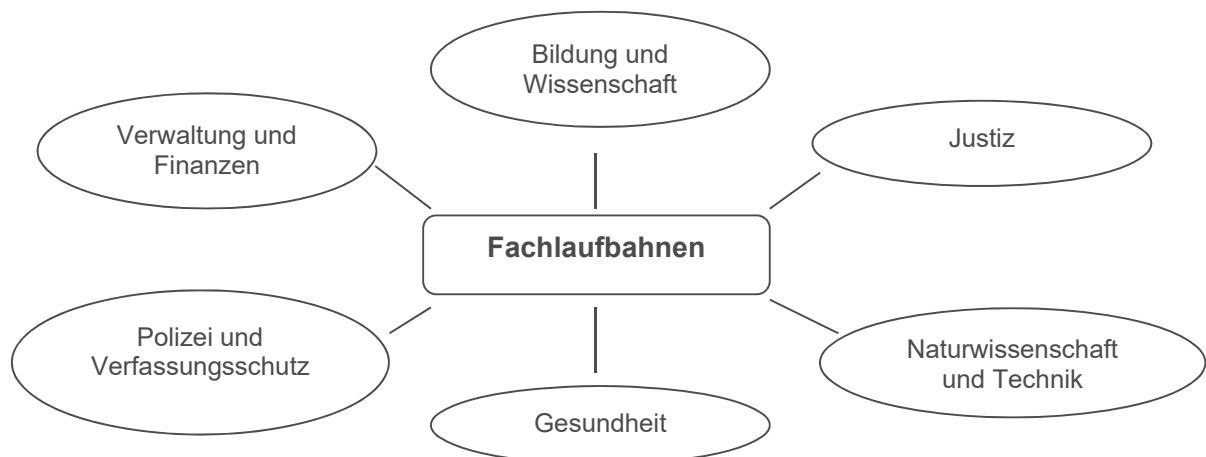 Bildung und
Wissenschaft
Verwaltung und
Finanzen
Justiz
Fachlaufbahnen
Polizei und
Verfassungsschutz
Naturwissenschaft
und Technik
Gesundheit